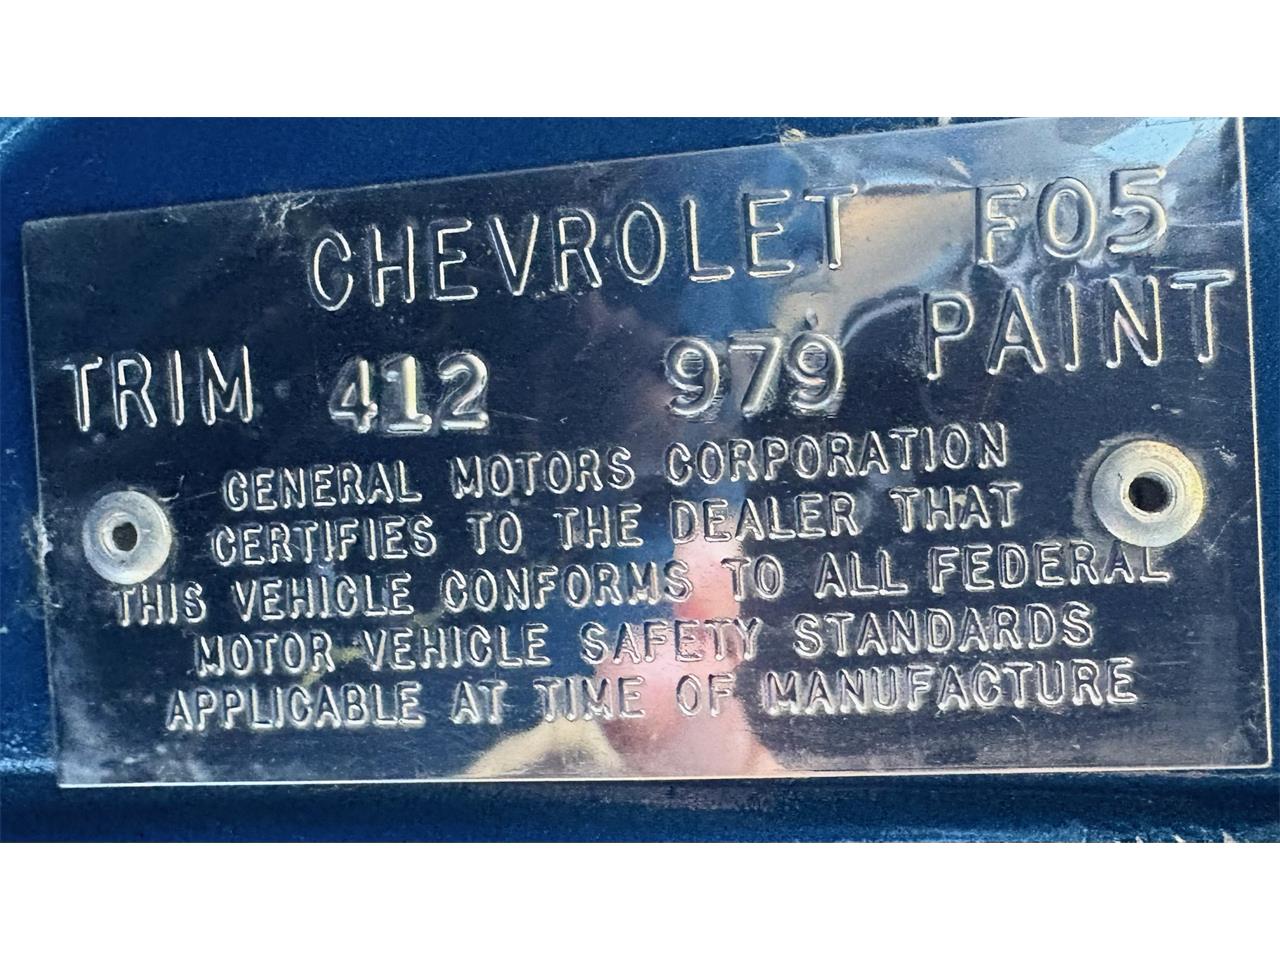 CHEVROLET F05
TRIM 412 979 PAINT
GENERAL MOTORS CORPORATION
CERTIFIES TO THE DEALER THAT
THIS VEHICLE CONFORMS TO ALL FEDERAL
MOTOR VEHICLE SAFETY STANDARDS
APPLICABLE AT TIME OF MANUFACTURE